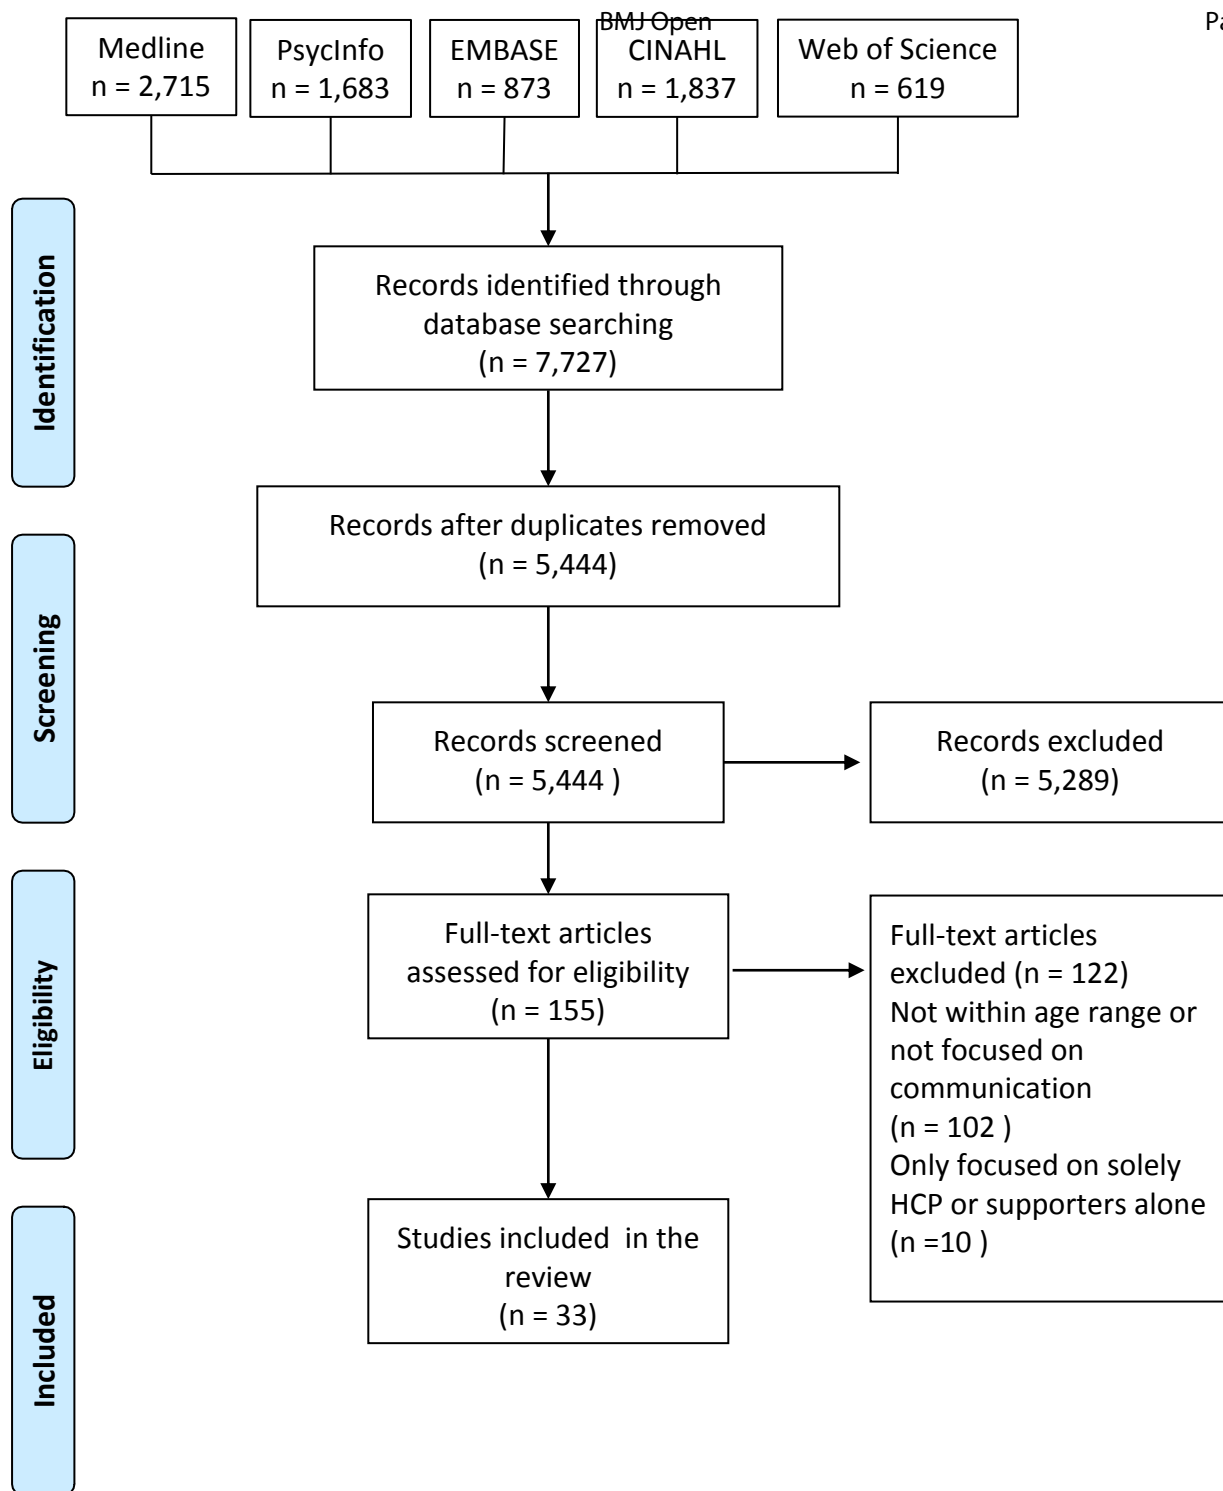 BMJ Open
Pa
Medline
n = 2,715
PsycInfo
n = 1,683
EMBASE
n = 873
CINAHL
n = 1,837
Web of Science
n = 619
Identification
Records identified through
database searching
(n = 7,727)
Records after duplicates removed
(n = 5,444)
Screening
Records screened
(n = 5,444 )
Records excluded
(n = 5,289)
Eligibility
Full-text articles
assessed for eligibility
(n = 155)
Full-text articles
excluded (n = 122)
Not within age range or
not focused on
communication
(n = 102 )
Only focused on solely
HCP or supporters alone
(n =10 )
Included
Studies included  in the
review
(n = 33)